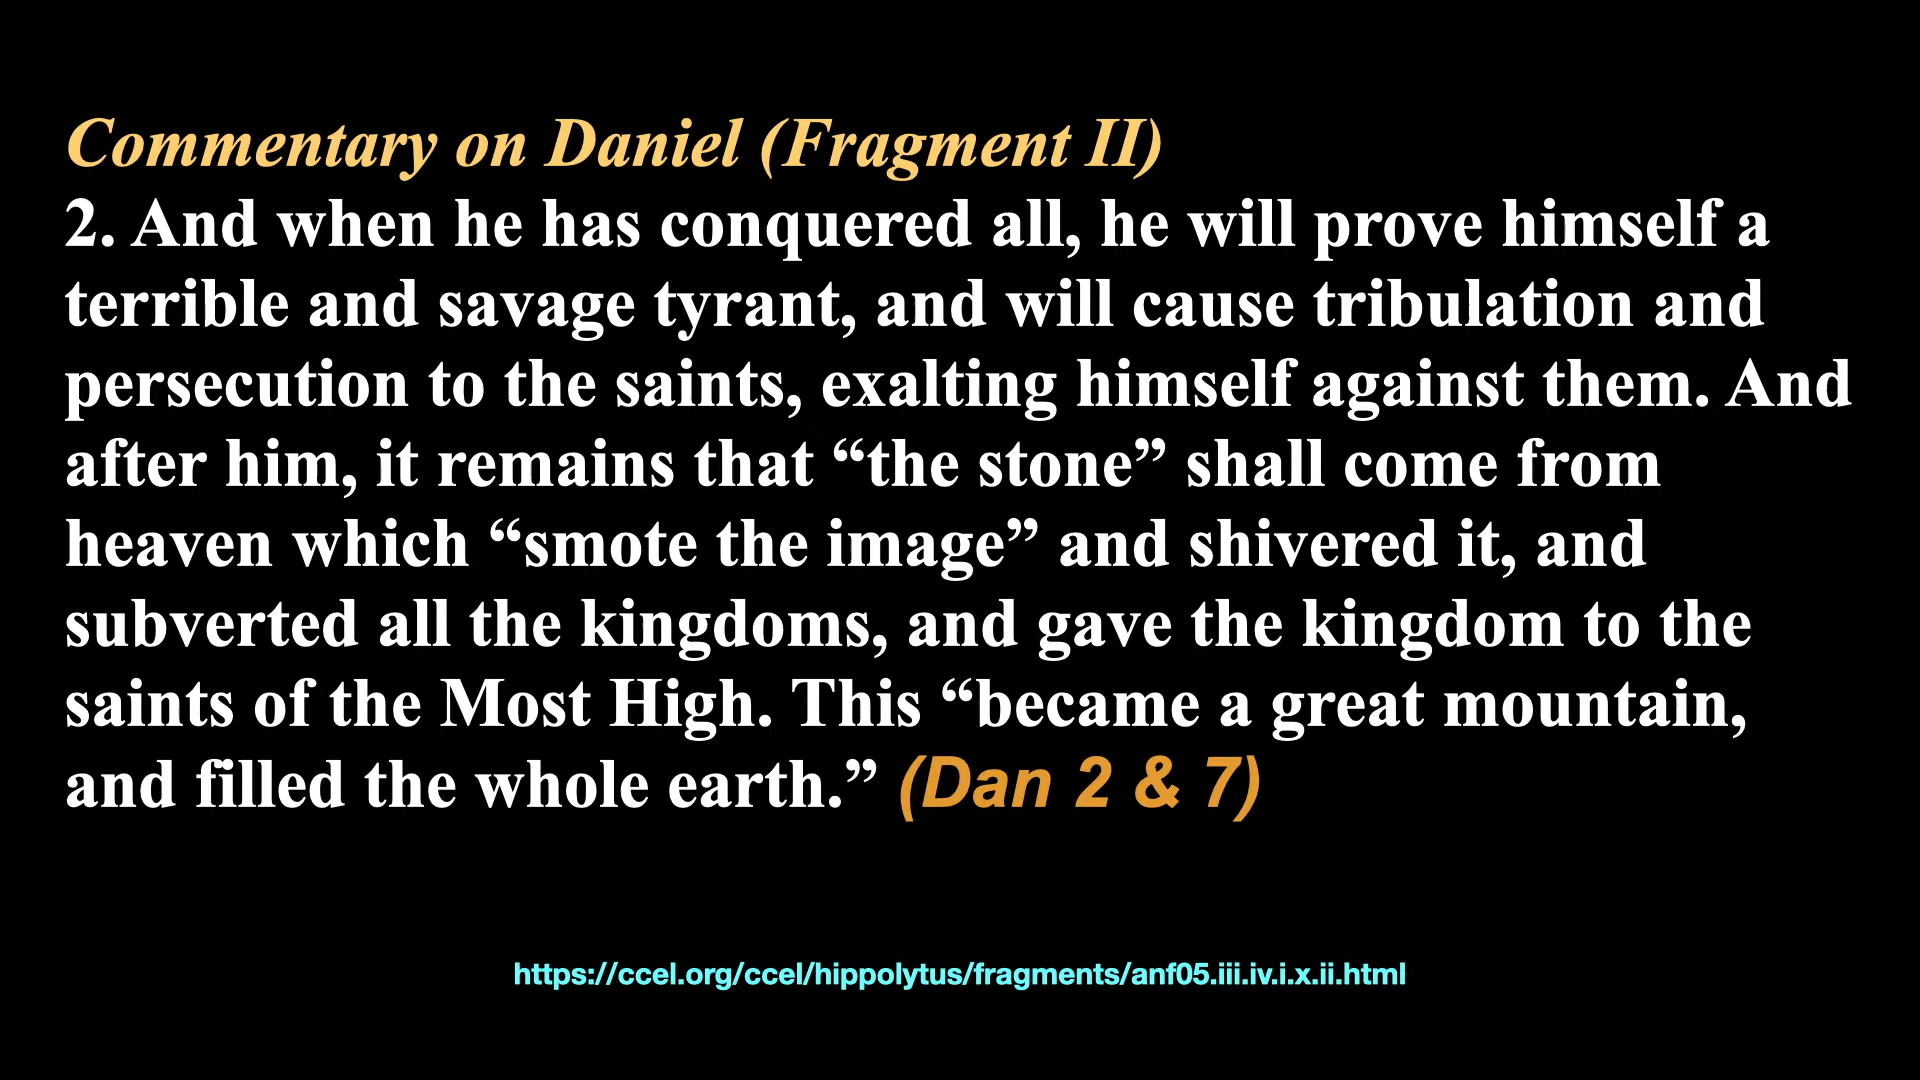 Commentary on Daniel (Fragment II)
2. And when he has conquered all, he will prove himself a
terrible and savage tyrant, and will cause tribulation and
persecution to the saints, exalting himself against them. And
after him, it remains that “the stone” shall come from
heaven which “smote the image” and shivered it, and
subverted all the kingdoms, and gave the kingdom to the
saints of the Most High. This “became a great mountain,
and filled the whole earth.” (Dan 2 & 7)
https://ccel.org/ccel/hippolytus/fragments/anf05.iii.iv.i.x.ii.html